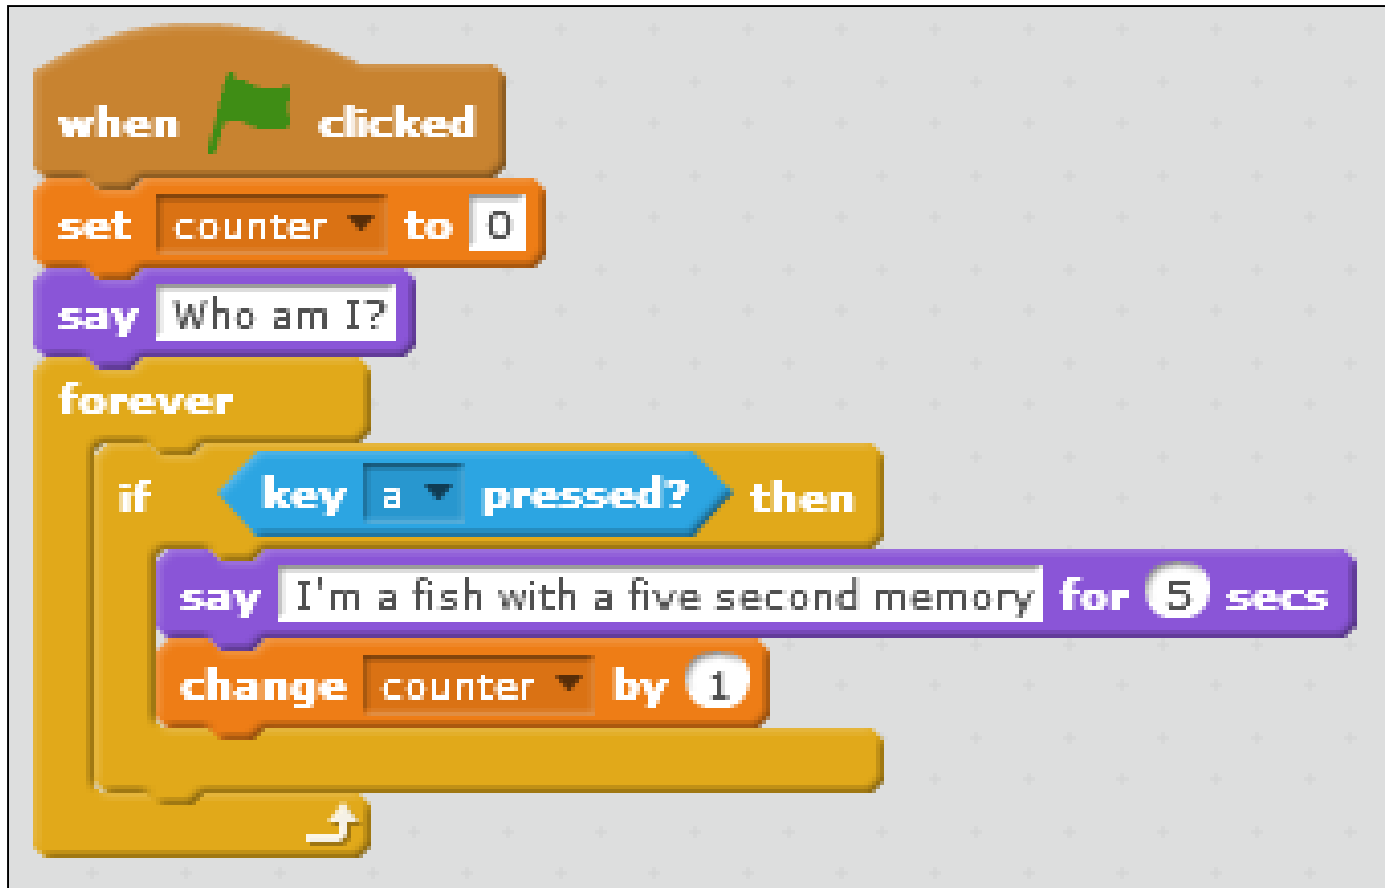 when clicked
set counter to 0
say Who am I?
forever
if key a pressed? then
say I'm a fish with a five second memory for 5 secs
change counter by 1